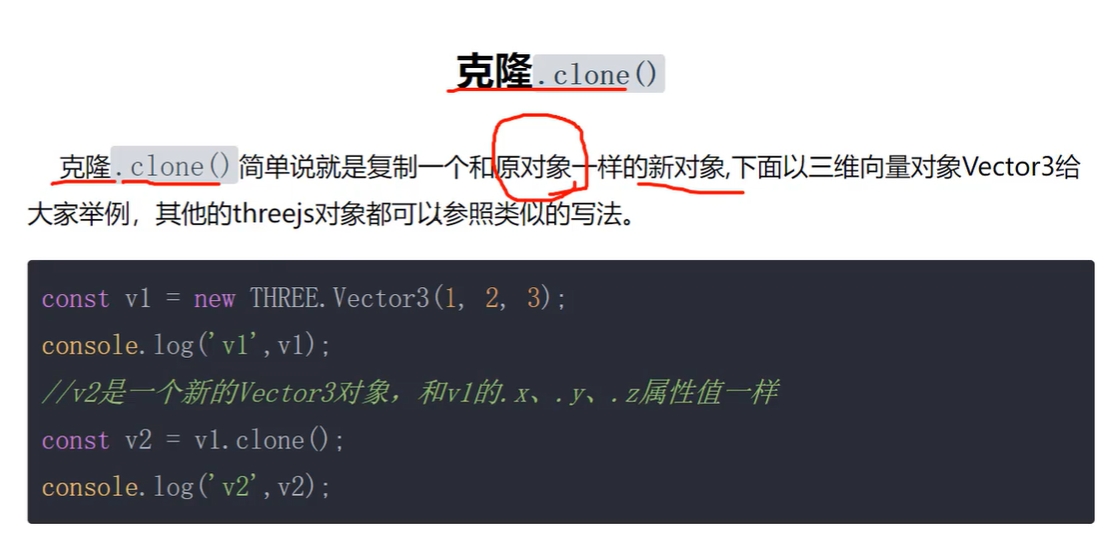 克隆.clone()
克隆.clone()简单说就是复制一个和原对象一样的新对象,下面以三维向量对象Vector3给
大家举例，其他的threejs对象都可以参照类似的写法。
const v1 = new THREE.Vector3(1, 2, 3);
console.log('v1',v1);
//v2是一个新的Vector3对象，和v1的.x、.y、.z属性值一样
const v2 = v1.clone();
console.log('v2',v2);